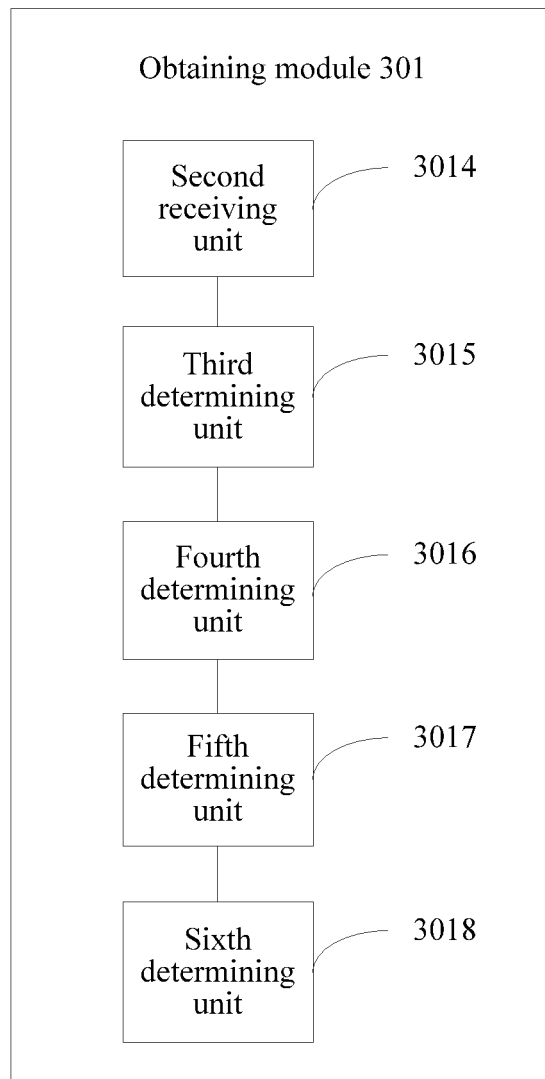 Obtaining module 301
Second
receiving
unit
3014
Third
determining
unit
3015
Fourth
determining
unit
3016
Fifth
determining
unit
3017
Sixth
determining
unit
3018